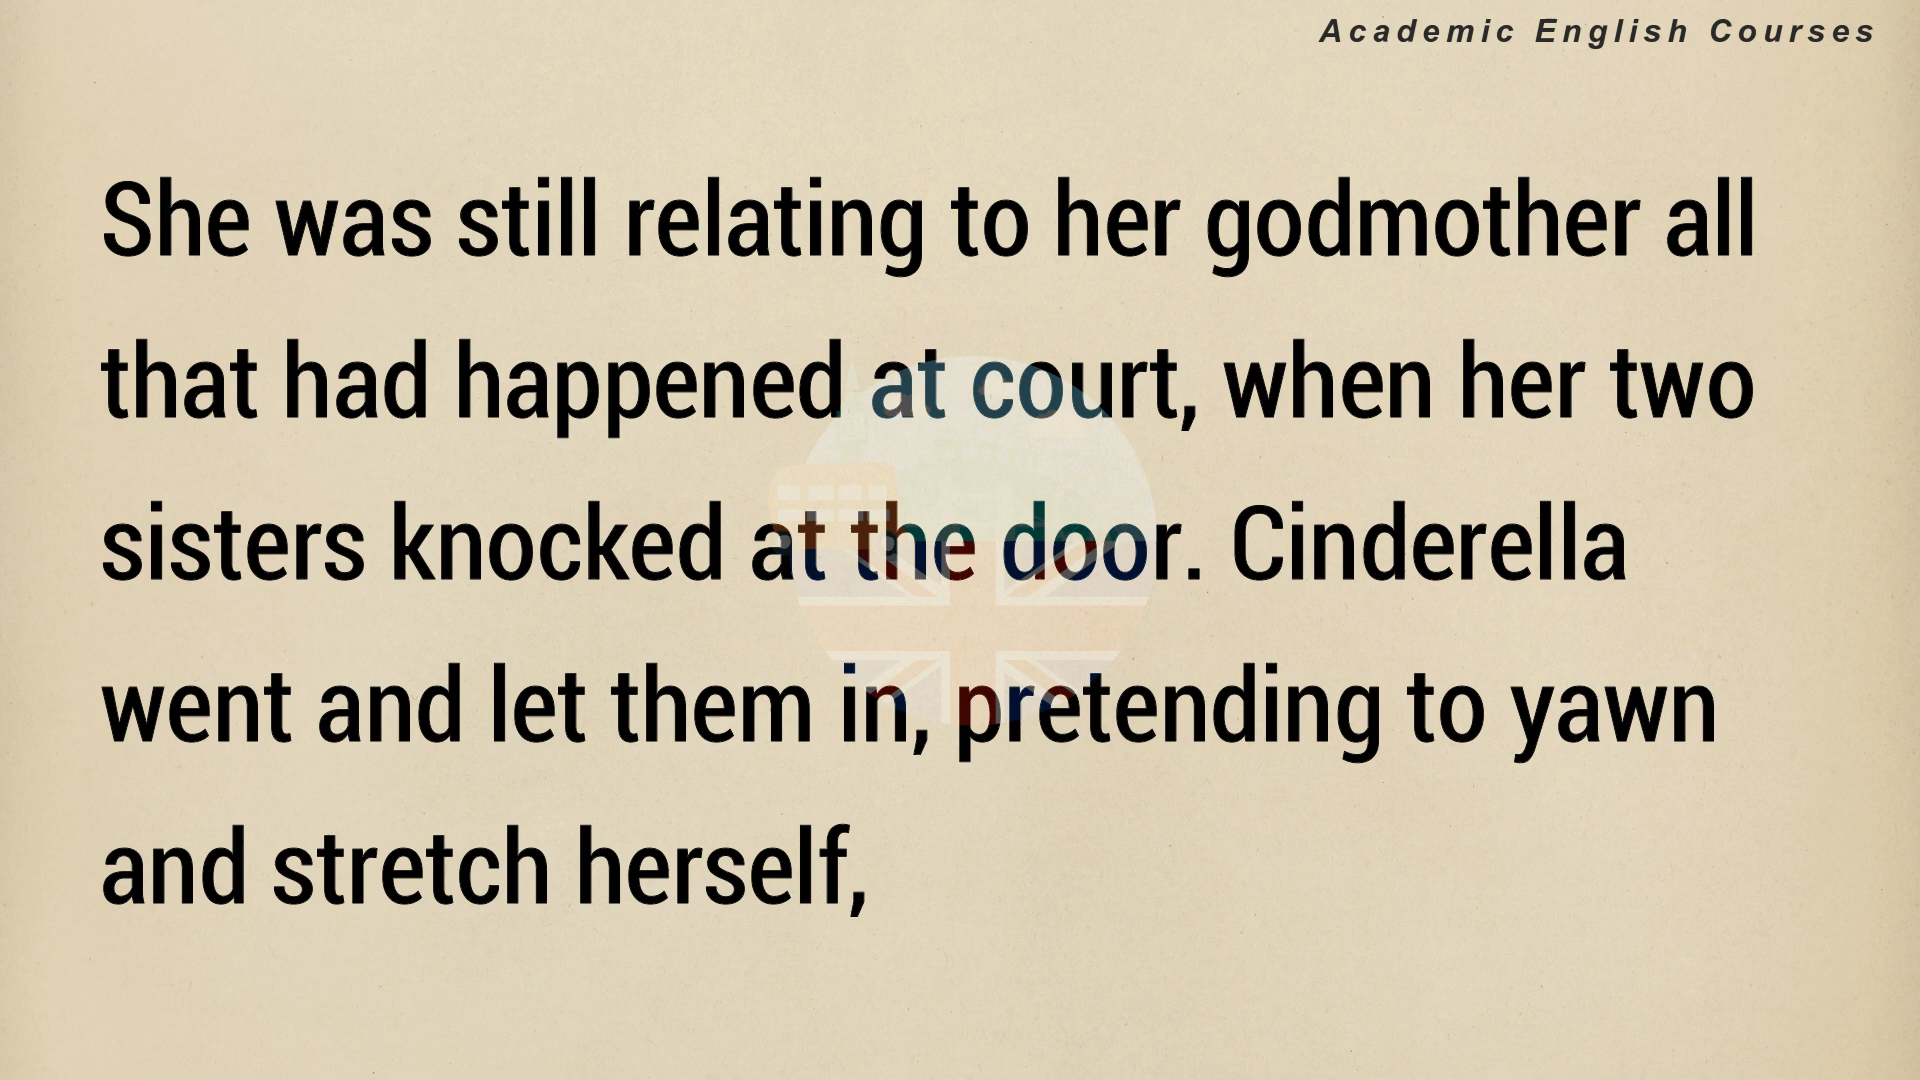 Academic English Courses
She was still relating to her godmother all
that had happened at court, when her two
sisters knocked at the door. Cinderella
went and let them in, pretending to yawn
and stretch herself,